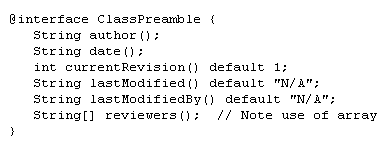 @interface ClassPreamble {
   String author();
   String date();
   int currentRevision() default 1;
   String lastModified() default "N/A";
   String lastModifiedBy() default "N/A";
   String[] reviewers();  // Note use of array
}